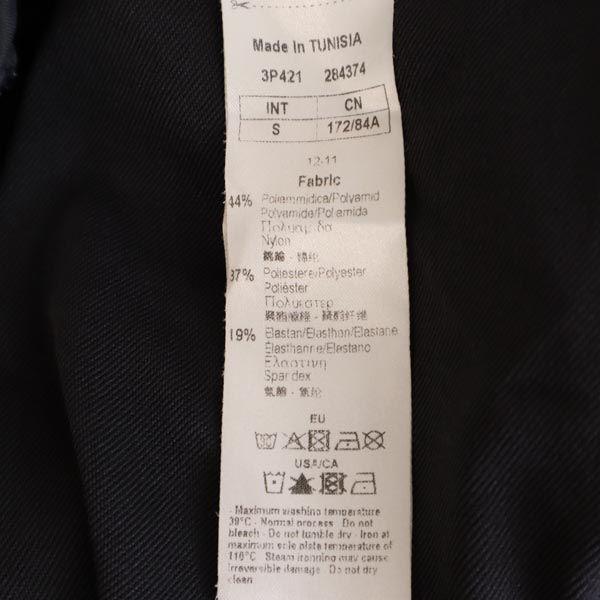 Made In TUNISIA
3P421 284374
INT CN
S 172/84A
12-11
Fabric
44% Poliammidica/Polyamid
Polyamide/Poliamida
Πολυαμιδα
Nylon
37% Poliestere/Polyester
Poliéster
Πολυεστερ
19% Elastan/Elasthan/Elastane
Élasthanne/Elastano
Ελαστινη
Spandex
EU
USA/CA
- Maximum washing temperature
30°C - Normal process - Do not
bleach - Do not tumble dry - Iron at
maximum sole plate temperature of
110°C Steam ironning may cause
irreversible damage Do not dry
clean